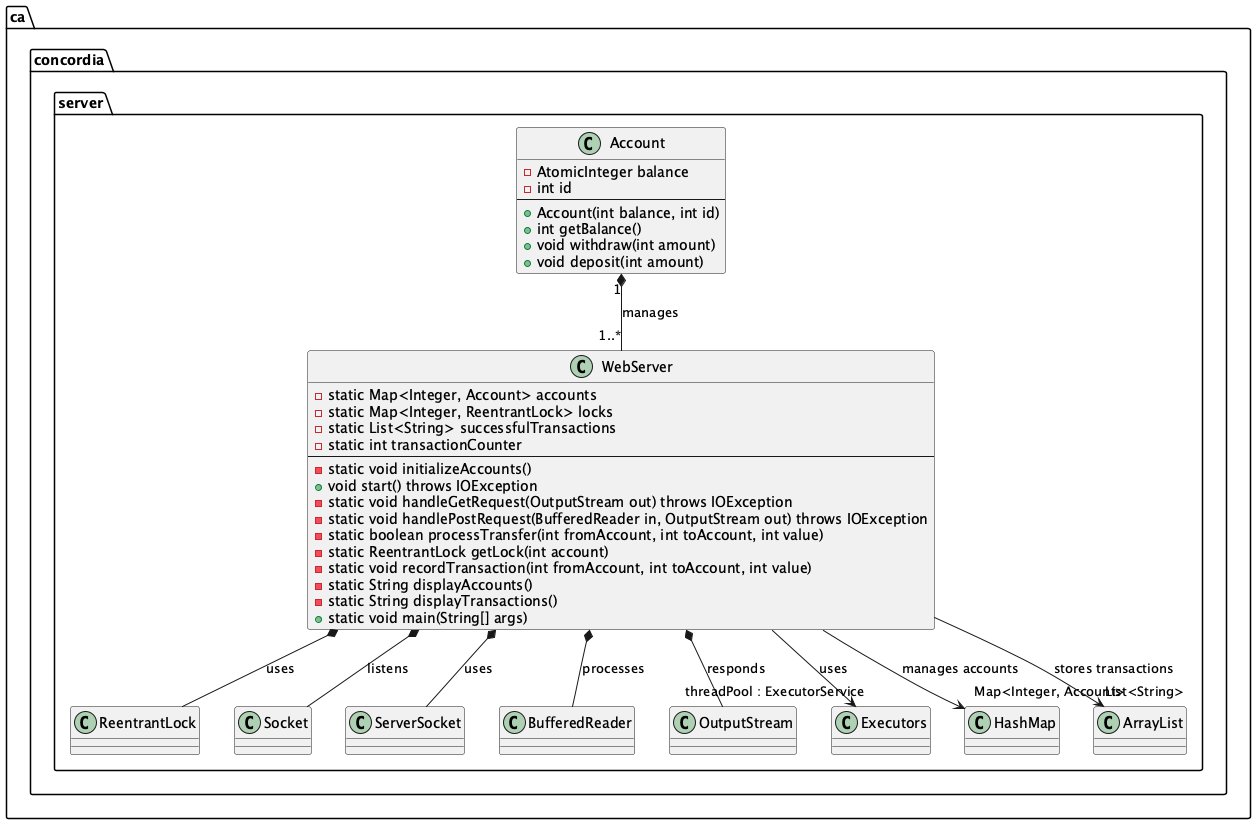 ca
concordia
server
C Account
AtomicInteger balance
int id
Account(int balance, int id)
int getBalance()
void withdraw(int amount)
void deposit(int amount)
1
manages
1..*
C WebServer
static Map<Integer, Account> accounts
static Map<Integer, ReentrantLock> locks
static List<String> successfulTransactions
static int transactionCounter
static void initializeAccounts()
void start() throws IOException
static void handleGetRequest(OutputStream out) throws IOException
static void handlePostRequest(BufferedReader in, OutputStream out) throws IOException
static boolean processTransfer(int fromAccount, int toAccount, int value)
static ReentrantLock getLock(int account)
static void recordTransaction(int fromAccount, int toAccount, int value)
static String displayAccounts()
static String displayTransactions()
static void main(String[] args)
uses
listens
uses
processes
responds
uses
manages accounts
stores transactions
threadPool : ExecutorService
Map<Integer, Account>
List<String>
C ReentrantLock
C Socket
C ServerSocket
C BufferedReader
C OutputStream
C Executors
C HashMap
C ArrayList